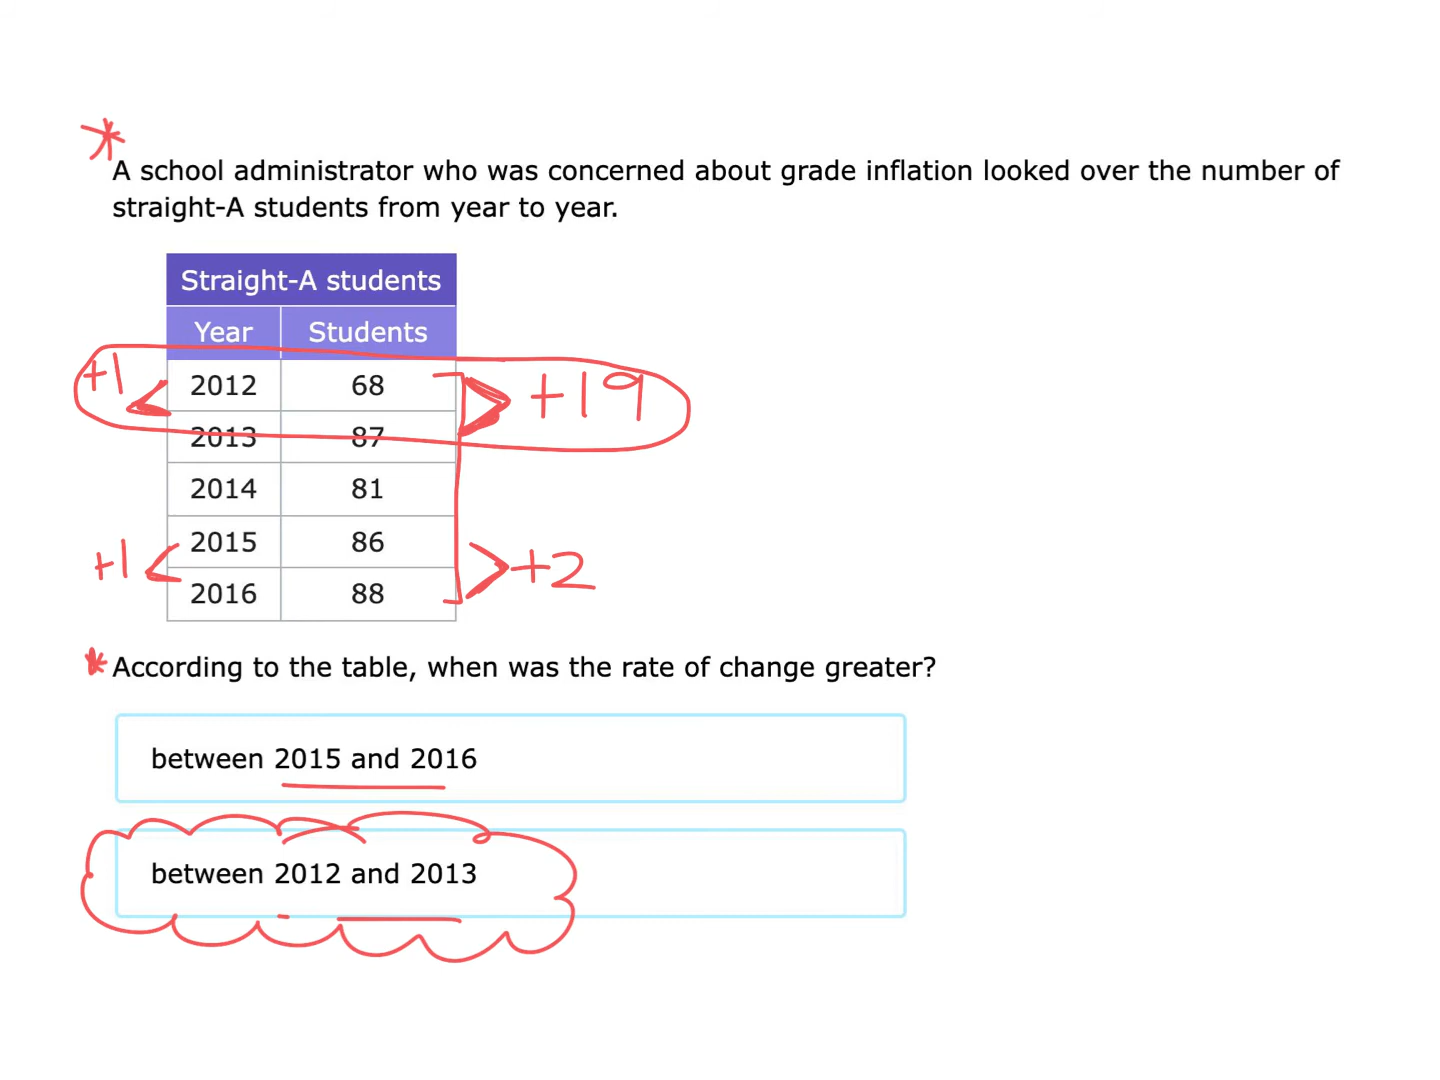 A school administrator who was concerned about grade inflation looked over the number of
straight-A students from year to year.
Straight-A students
Year Students
+1 2012 68 +19
2013 87
2014 81
2015 86
+1 +2
2016 88
According to the table, when was the rate of change greater?
between 2015 and 2016
between 2012 and 2013